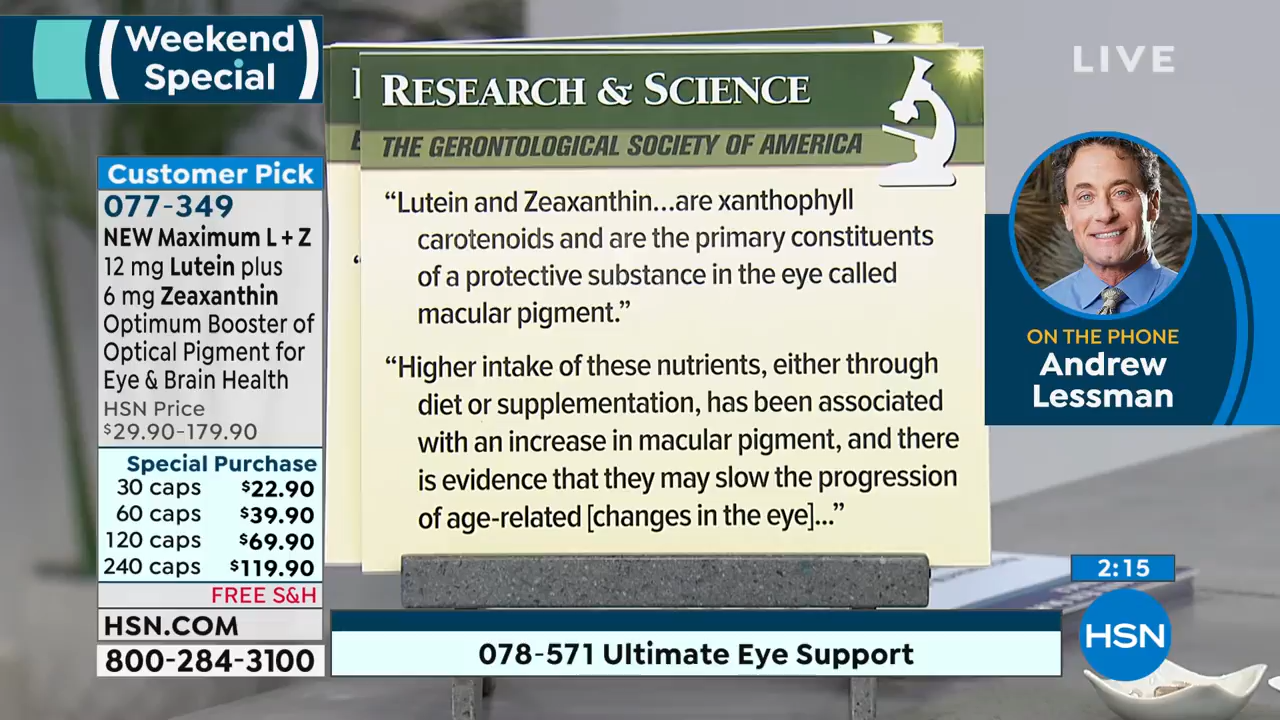 Weekend
Special
LIVE
RESEARCH & SCIENCE
THE GERONTOLOGICAL SOCIETY OF AMERICA
“Lutein and Zeaxanthin...are xanthophyll
carotenoids and are the primary constituents
of a protective substance in the eye called
macular pigment.”
“Higher intake of these nutrients, either through
diet or supplementation, has been associated
with an increase in macular pigment, and there
is evidence that they may slow the progression
of age-related [changes in the eye]...”
Customer Pick
077-349
NEW Maximum L + Z
12 mg Lutein plus
6 mg Zeaxanthin
Optimum Booster of
Optical Pigment for
Eye & Brain Health
HSN Price
$29.90-179.90
Special Purchase
30 caps $22.90
60 caps $39.90
120 caps $69.90
240 caps $119.90
FREE S&H
HSN.COM
800-284-3100
ON THE PHONE
Andrew
Lessman
2:15
HSN
078-571 Ultimate Eye Support